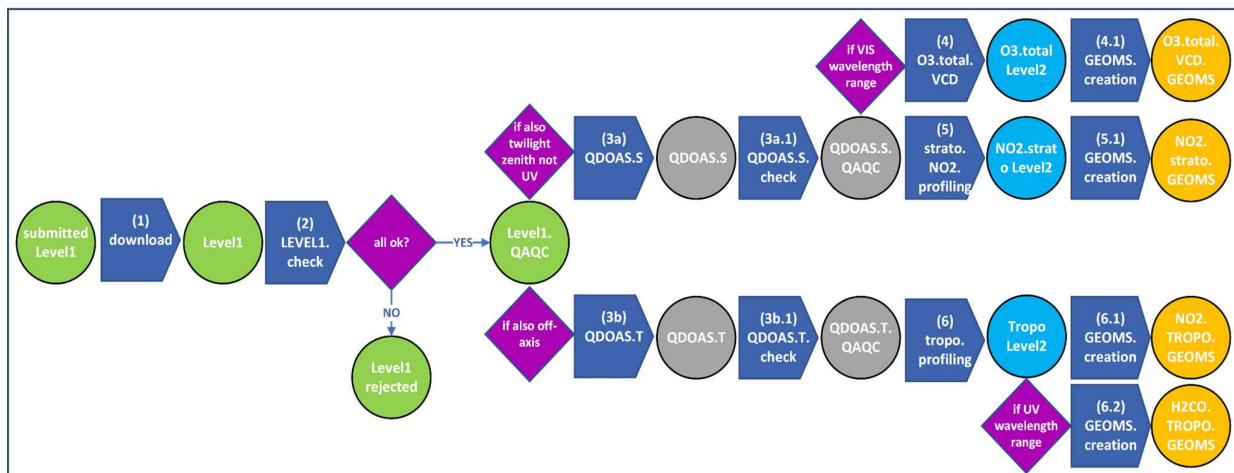 if VIS
wavelength
range
(4)
O3.total.
VCD
O3.total
Level2
(4.1)
GEOMS.
creation
O3.total.
VCD.
GEOMS
if also
twilight
zenith not
UV
(3a)
QDOAS.S
QDOAS.S
(3a.1)
QDOAS.S.
check
QDOAS.S.
QAQC
(5)
strato.
NO2.
profiling
NO2.strat
o Level2
(5.1)
GEOMS.
creation
NO2.
strato.
GEOMS
submitted
Level1
(1)
download
Level1
(2)
LEVEL1.
check
all ok?
YES
Level1.
QAQC
NO
Level1
rejected
if also off-
axis
(3b)
QDOAS.T
QDOAS.T
(3b.1)
QDOAS.T.
check
QDOAS.T.
QAQC
(6)
tropo.
profiling
Tropo
Level2
(6.1)
GEOMS.
creation
NO2.
TROPO.
GEOMS
if UV
wavelength
range
(6.2)
GEOMS.
creation
H2CO.
TROPO.
GEOMS